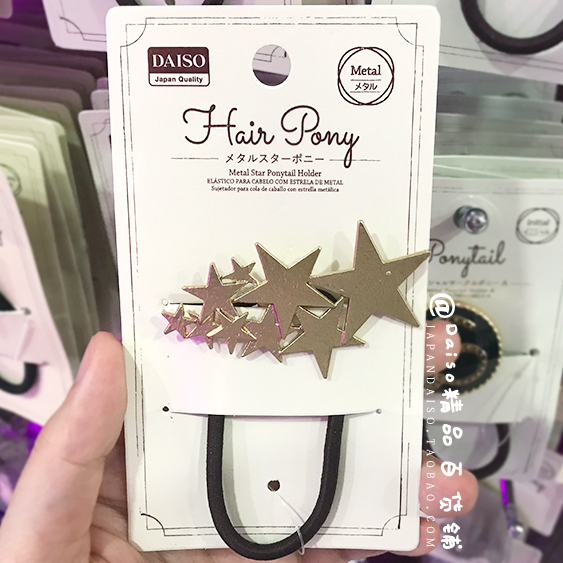 DAISO
Japan Quality
Metal
メタル
Hair Pony
メタルスターポニー
Metal Star Ponytail Holder
ELÁSTICO PARA CABELO COM ESTRELA DE METAL
Sujetador para cola de caballo con estrella metálica
Initial
Ponytail
@Daiso精品百货鋪
JAPANDAISO.TAOBAO.COM